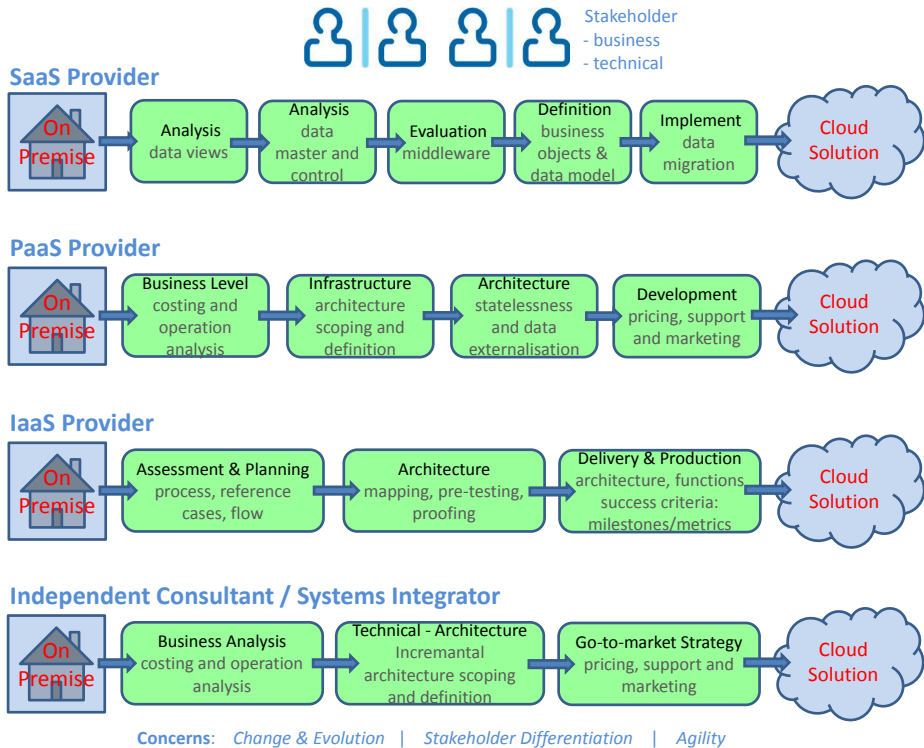 Stakeholder
- business
- technical
SaaS Provider
On
Premise
Analysis
data views
Analysis
data
master and
control
Evaluation
middleware
Definition
business
objects &
data model
Implement
data
migration
Cloud
Solution
PaaS Provider
On
Premise
Business Level
costing and
operation
analysis
Infrastructure
architecture
scoping and
definition
Architecture
statelessness
and data
externalisation
Development
pricing, support
and marketing
Cloud
Solution
IaaS Provider
On
Premise
Assessment & Planning
process, reference
cases, flow
Architecture
mapping, pre-testing,
proofing
Delivery & Production
architecture, functions
success criteria:
milestones/metrics
Cloud
Solution
Independent Consultant / Systems Integrator
On
Premise
Business Analysis
costing and operation
analysis
Technical - Architecture
Incremantal
architecture scoping
and definition
Go-to-market Strategy
pricing, support and
marketing
Cloud
Solution
Concerns: Change & Evolution | Stakeholder Differentiation | Agility